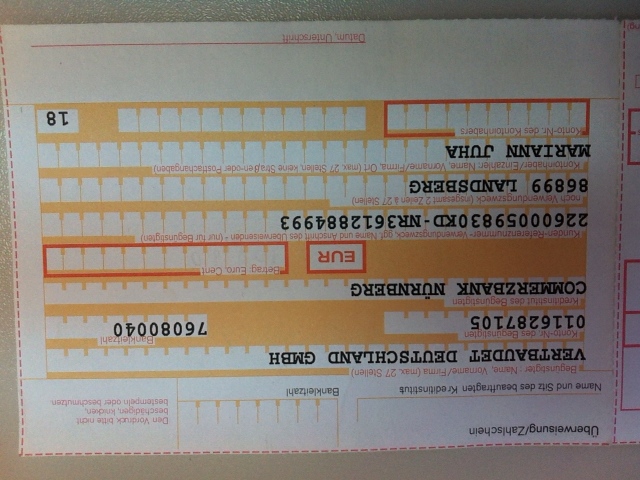 Überweisung/Zahlschein
Den Vordruck bitte nicht
beschädigen, knicken,
bestempeln oder beschmutzen.
Name und Sitz des beauftragten Kreditinstituts
Bankleitzahl
Begünstigter: Name, Vorname/Firma (max. 27 Stellen)
VERTBAUDET DEUTSCHLAND GMBH
Konto-Nr. des Begünstigten
Bankleitzahl
0116287105
76080040
Kreditinstitut des Begünstigten
COMMERZBANK NÜRNBERG
EUR
Betrag: Euro, Cent
Kunden-Referenznummer - Verwendungszweck, ggf. Name und Anschrift des Überweisenden - (nur für Begünstigten)
22600059830KD-NR3612884993
noch Verwendungszweck (insgesamt 2 Zeilen à 27 Stellen)
86899 LANDSBERG
Kontoinhaber/Einzahler: Name, Vorname/Firma, Ort (max. 27 Stellen, keine Straßen- oder Postfachangaben)
MARIANN JUHA
Konto-Nr. des Kontoinhabers
18
Datum, Unterschrift